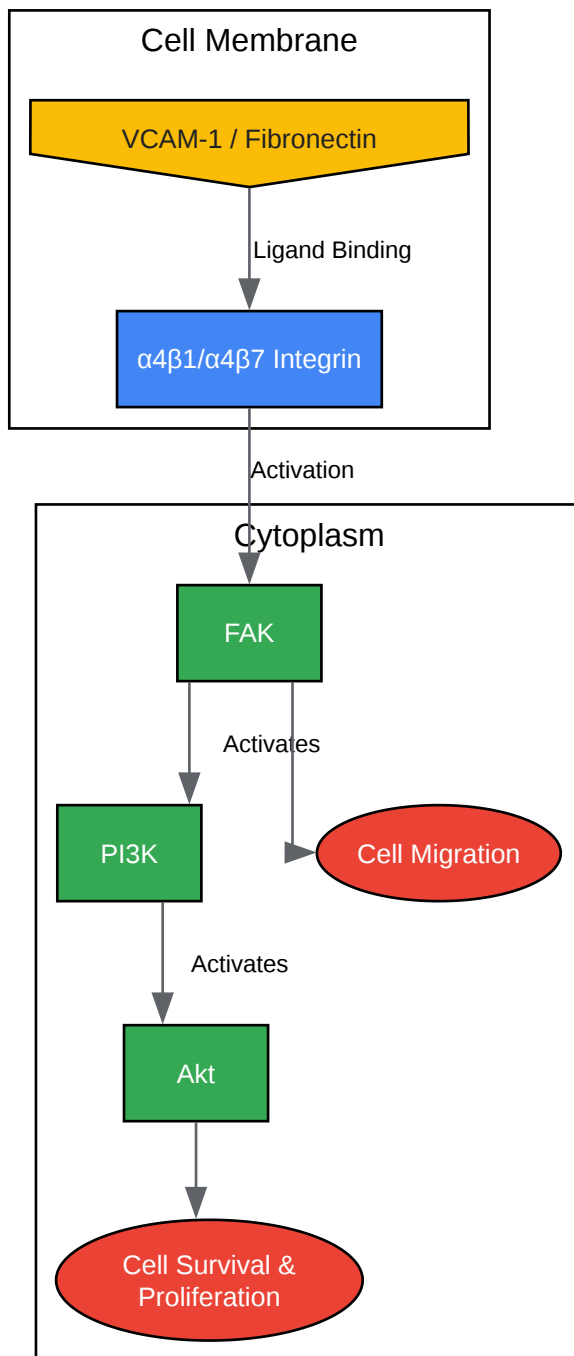 Cell Membrane
VCAM-1 / Fibronectin
Ligand Binding
α4β1/α4β7 Integrin
Activation
Cytoplasm
FAK
Activates
PI3K
Cell Migration
Activates
Akt
Cell Survival &
Proliferation